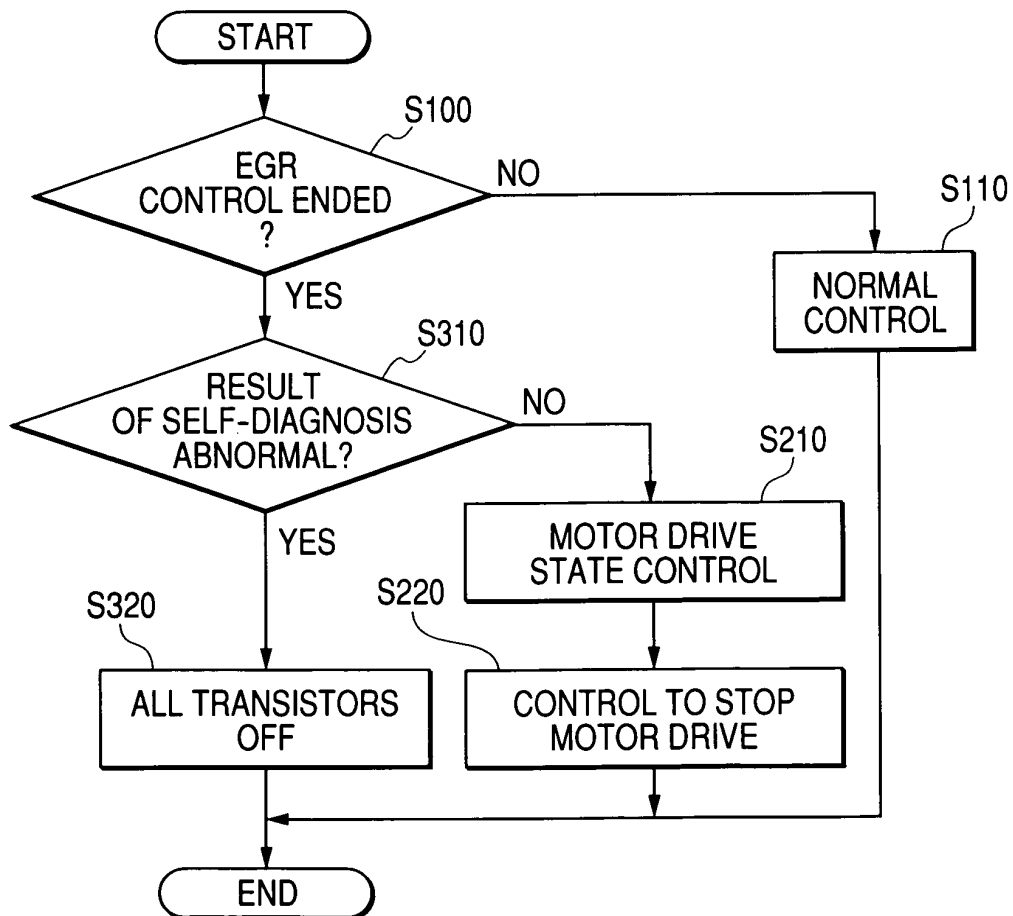 START
S100
EGR
CONTROL ENDED
?
NO
S110
NORMAL
CONTROL
YES
S310
RESULT
OF SELF-DIAGNOSIS
ABNORMAL?
NO
S210
MOTOR DRIVE
STATE CONTROL
YES
S320
ALL TRANSISTORS
OFF
S220
CONTROL TO STOP
MOTOR DRIVE
END